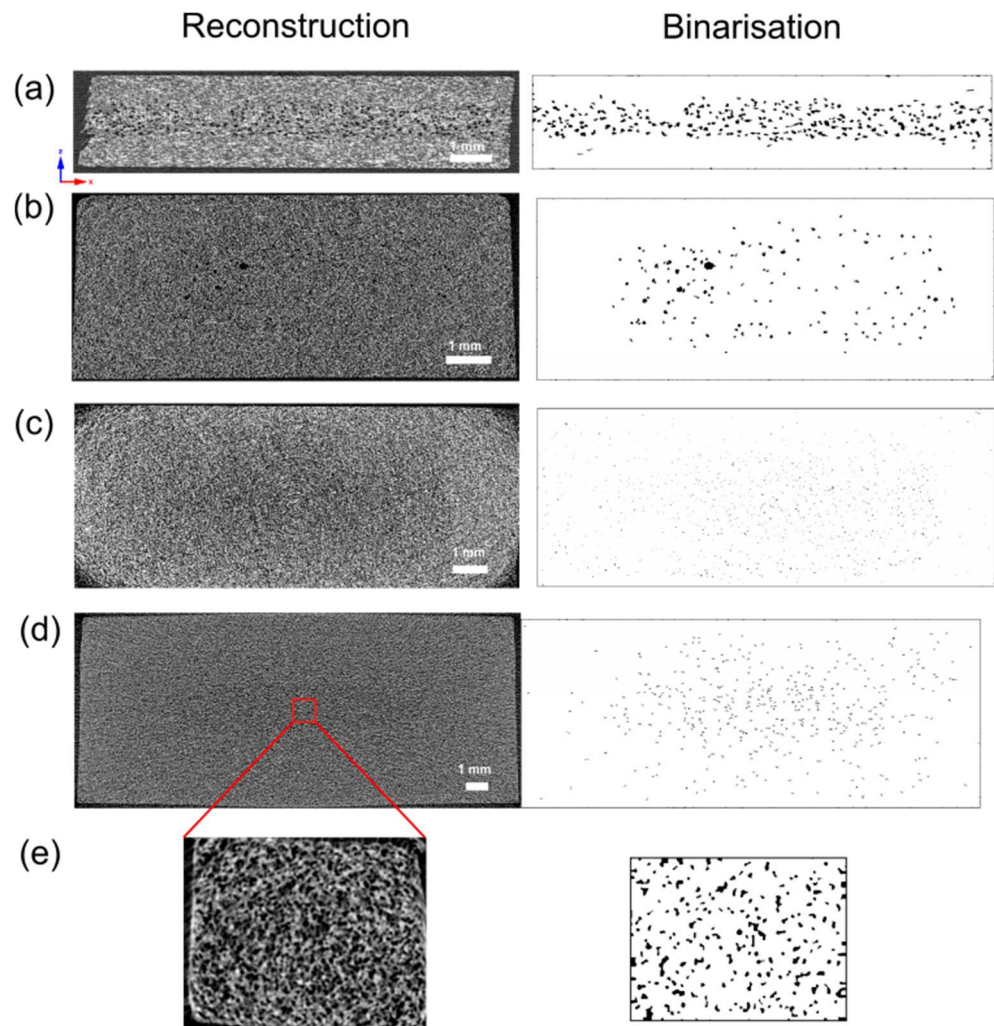 Reconstruction
Binarisation
(a)
z
x
1 mm
(b)
1 mm
(c)
1 mm
(d)
1 mm
(e)